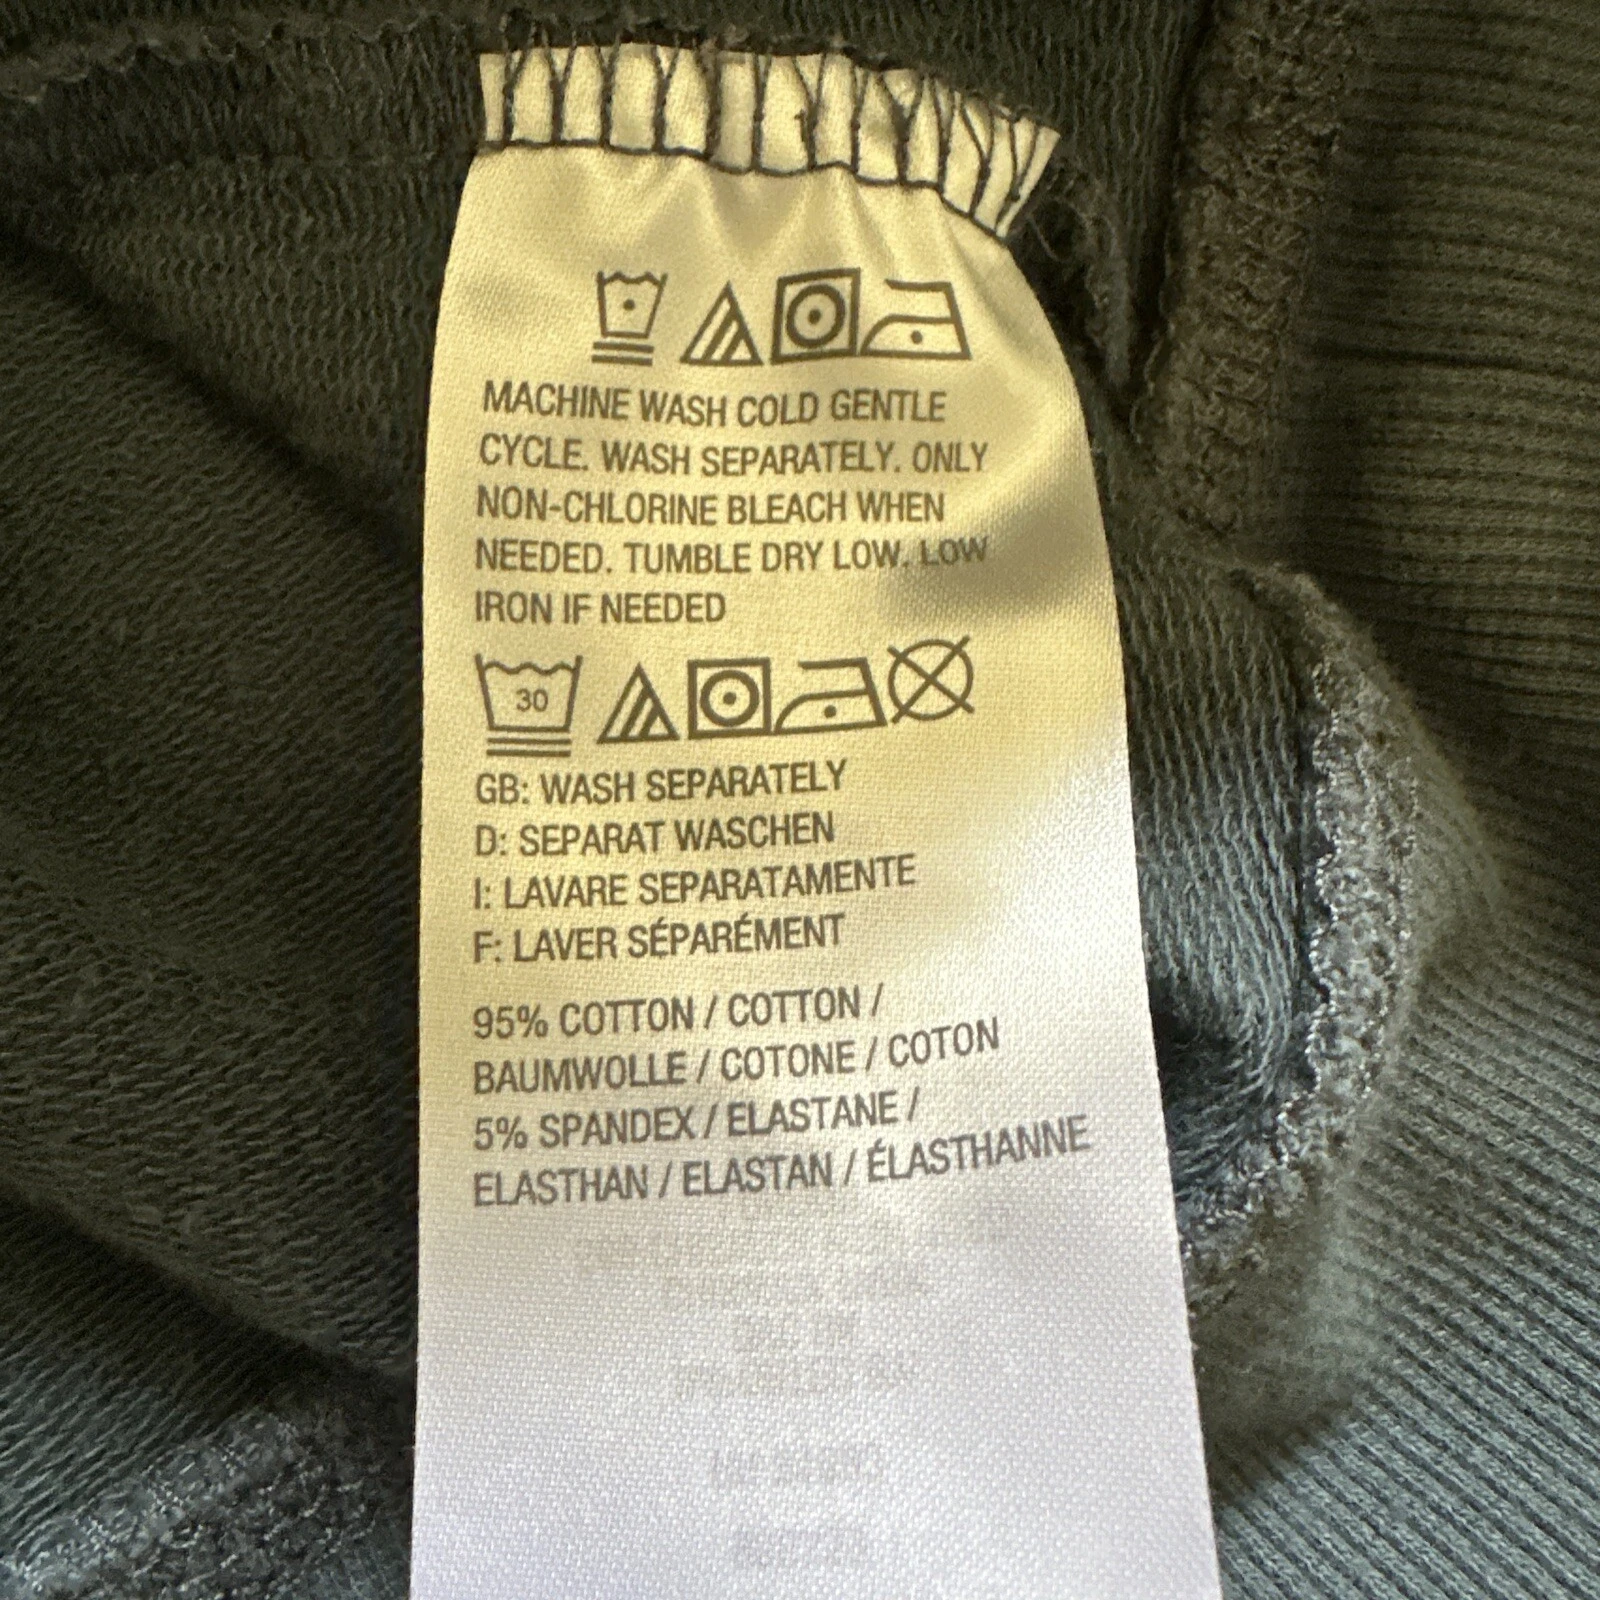 MACHINE WASH COLD GENTLE
CYCLE. WASH SEPARATELY. ONLY
NON-CHLORINE BLEACH WHEN
NEEDED. TUMBLE DRY LOW. LOW
IRON IF NEEDED
30
GB: WASH SEPARATELY
D: SEPARAT WASCHEN
I: LAVARE SEPARATAMENTE
F: LAVER SÉPARÉMENT
95% COTTON / COTTON /
BAUMWOLLE / COTONE / COTON
5% SPANDEX / ELASTANE /
ELASTHAN / ELASTAN / ÉLASTHANNE